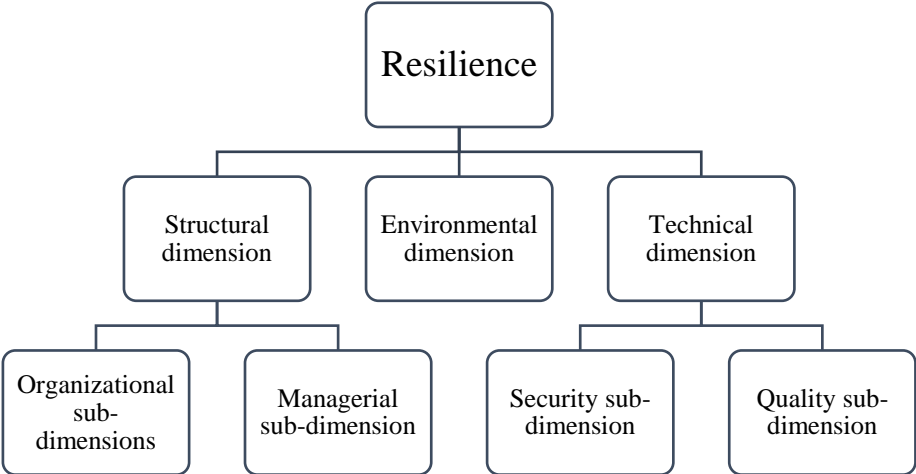 Resilience
Structural
dimension
Environmental
dimension
Technical
dimension
Organizational
sub-
dimensions
Managerial
sub-dimension
Security sub-
dimension
Quality sub-
dimension